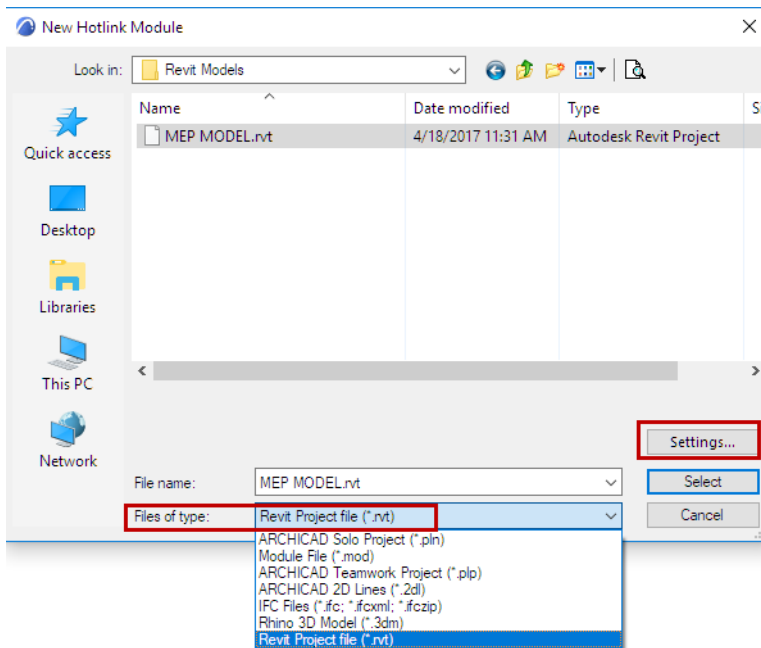 New Hotlink Module
Look in: Revit Models
Name Date modified Type S
MEP MODEL.rvt 4/18/2017 11:31 AM Autodesk Revit Project
Quick access
Desktop
Libraries
This PC
Network
Settings...
File name: MEP MODEL.rvt Select
Files of type: Revit Project file (*.rvt) Cancel
ARCHICAD Solo Project (*.pln)
Module File (*.mod)
ARCHICAD Teamwork Project (*.plp)
ARCHICAD 2D Lines (*.2dl)
IFC Files (*.ifc; *.ifcxml; *.ifczip)
Rhino 3D Model (*.3dm)
Revit Project file (*.rvt)